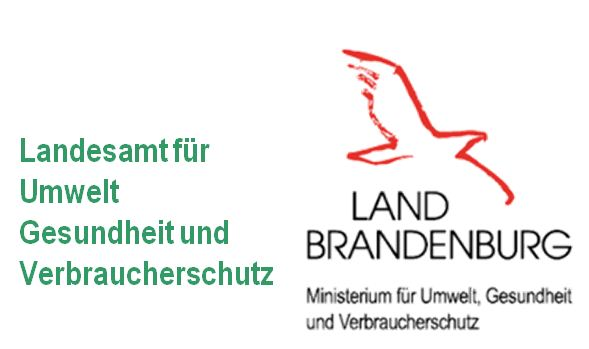 Landesamt für
Umwelt
Gesundheit und
Verbraucherschutz
LAND
BRANDENBURG
Ministerium für Umwelt, Gesundheit
und Verbraucherschutz